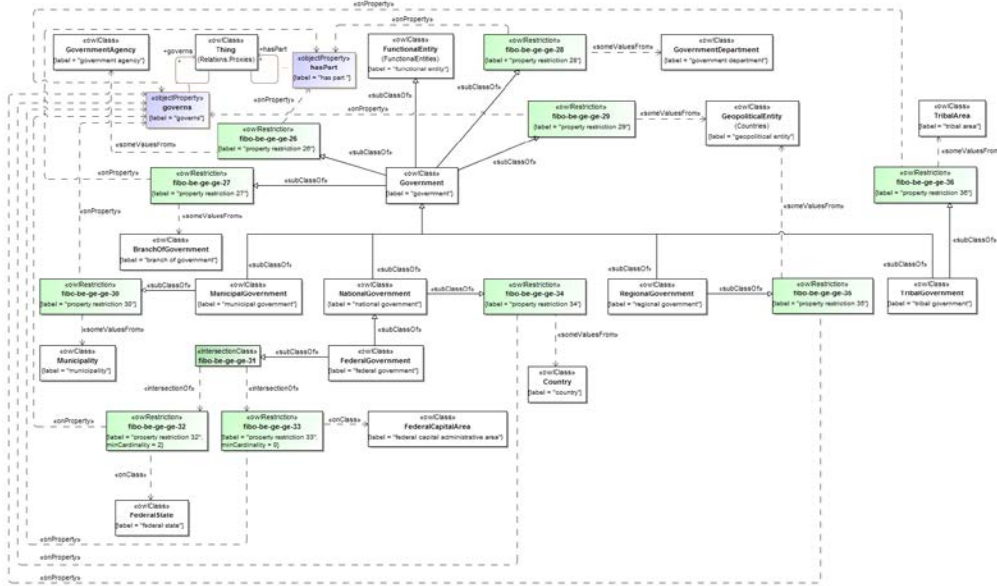 «onProperty»
«onProperty»
«owlClass»
GovernmentAgency
{label = "government agency"}
+governs
«owlClass»
Thing
(Relations.Proxies)
+hasPart
«objectProperty»
hasPart
{label = "has part"}
«owlClass»
FunctionalEntity
(FunctionalEntities)
{label = "functional entity"}
«owlRestriction»
fibo-be-ge-ge-28
{label = "property restriction 28"}
«someValuesFrom»
«owlClass»
GovernmentDepartment
{label = "government department"}
«objectProperty»
governs
{label = "governs"}
«onProperty»
«onProperty»
«subClassOf»
«subClassOf»
«owlRestriction»
fibo-be-ge-ge-26
{label = "property restriction 26"}
«someValuesFrom»
«owlRestriction»
fibo-be-ge-ge-29
{label = "property restriction 29"}
«someValuesFrom»
«owlClass»
GeopoliticalEntity
(Countries)
{label = "geopolitical entity"}
«owlClass»
TribalArea
{label = "tribal area"}
«someValuesFrom»
«subClassOf»
«subClassOf»
«onProperty»
«owlRestriction»
fibo-be-ge-ge-27
{label = "property restriction 27"}
«subClassOf»
«owlClass»
Government
{label = "government"}
«owlRestriction»
fibo-be-ge-ge-36
{label = "property restriction 36"}
«onProperty»
«someValuesFrom»
«someValuesFrom»
«owlClass»
BranchOfGovernment
{label = "branch of government"}
«subClassOf»
«subClassOf»
«subClassOf»
«subClassOf»
«subClassOf»
«owlRestriction»
fibo-be-ge-ge-30
{label = "property restriction 30"}
«subClassOf»
«owlClass»
MunicipalGovernment
{label = "municipal government"}
«owlClass»
NationalGovernment
{label = "national government"}
«subClassOf»
«owlRestriction»
fibo-be-ge-ge-34
{label = "property restriction 34"}
«owlClass»
RegionalGovernment
{label = "regional government"}
«subClassOf»
«owlRestriction»
fibo-be-ge-ge-35
{label = "property restriction 35"}
«owlClass»
TribalGovernment
{label = "tribal government"}
«someValuesFrom»
«subClassOf»
«someValuesFrom»
«owlClass»
Municipality
{label = "municipality"}
«intersectionClass»
fibo-be-ge-ge-31
«subClassOf»
«owlClass»
FederalGovernment
{label = "federal government"}
«owlClass»
Country
{label = "country"}
«intersectionOf»
«intersectionOf»
«onProperty»
«owlRestriction»
fibo-be-ge-ge-32
{label = "property restriction 32",
minCardinality = 2}
«owlRestriction»
fibo-be-ge-ge-33
{label = "property restriction 33",
minCardinality = 0}
«onClass»
«owlClass»
FederalCapitalArea
{label = "federal capital administrative area"}
«onClass»
«owlClass»
FederalState
{label = "federal state"}
«onProperty»
«onProperty»
«onProperty»